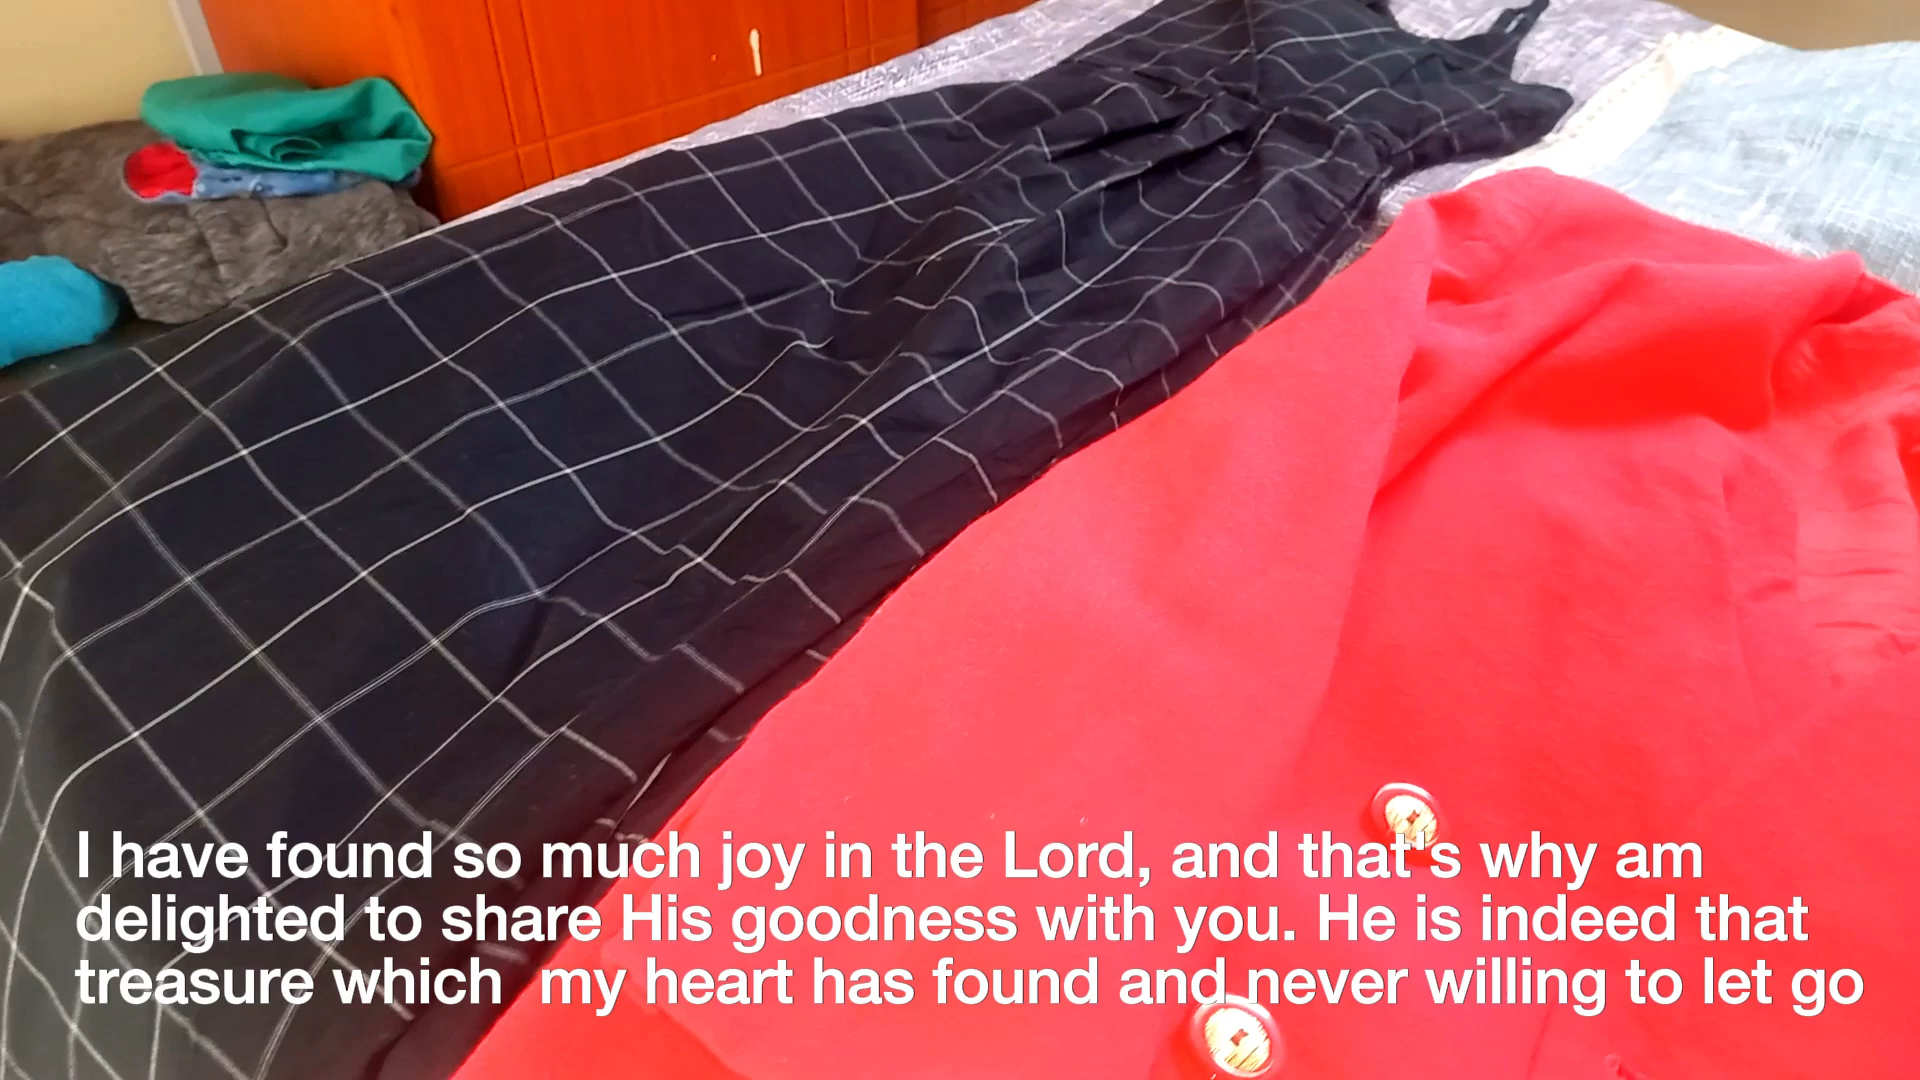 I have found so much joy in the Lord, and that's why am
delighted to share His goodness with you. He is indeed that
treasure which  my heart has found and never willing to let go